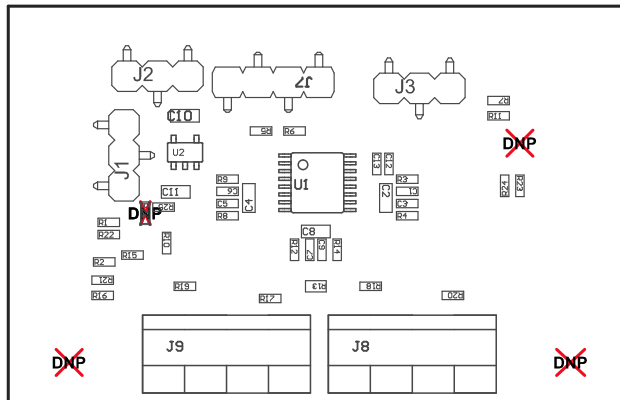 J2
J7
J3
R7
R11
C10
R5
R6
DNP
U2
J1
C13
C12
U1
R9
C6
C5
R8
C4
C2
R3
C1
C3
R4
R24
R23
C11
R25
DNP
R1
R22
R10
C8
R12
C7
C9
R14
R15
R2
R21
R16
R19
R17
R13
R18
R20
J9
J8
DNP
DNP